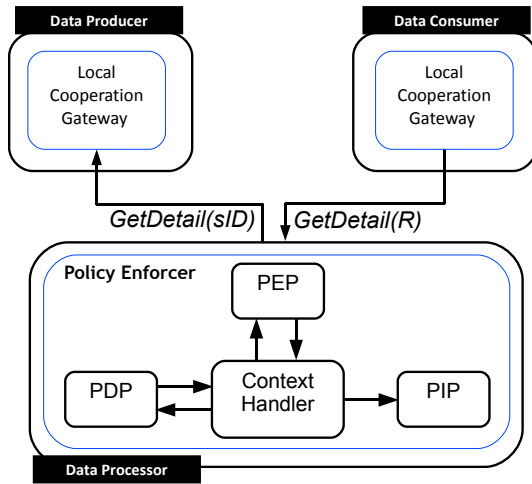 Data Producer
Data Consumer
Local
Cooperation
Gateway
Local
Cooperation
Gateway
GetDetail(sID)
GetDetail(R)
Policy Enforcer
PEP
PDP
Context
Handler
PIP
Data Processor